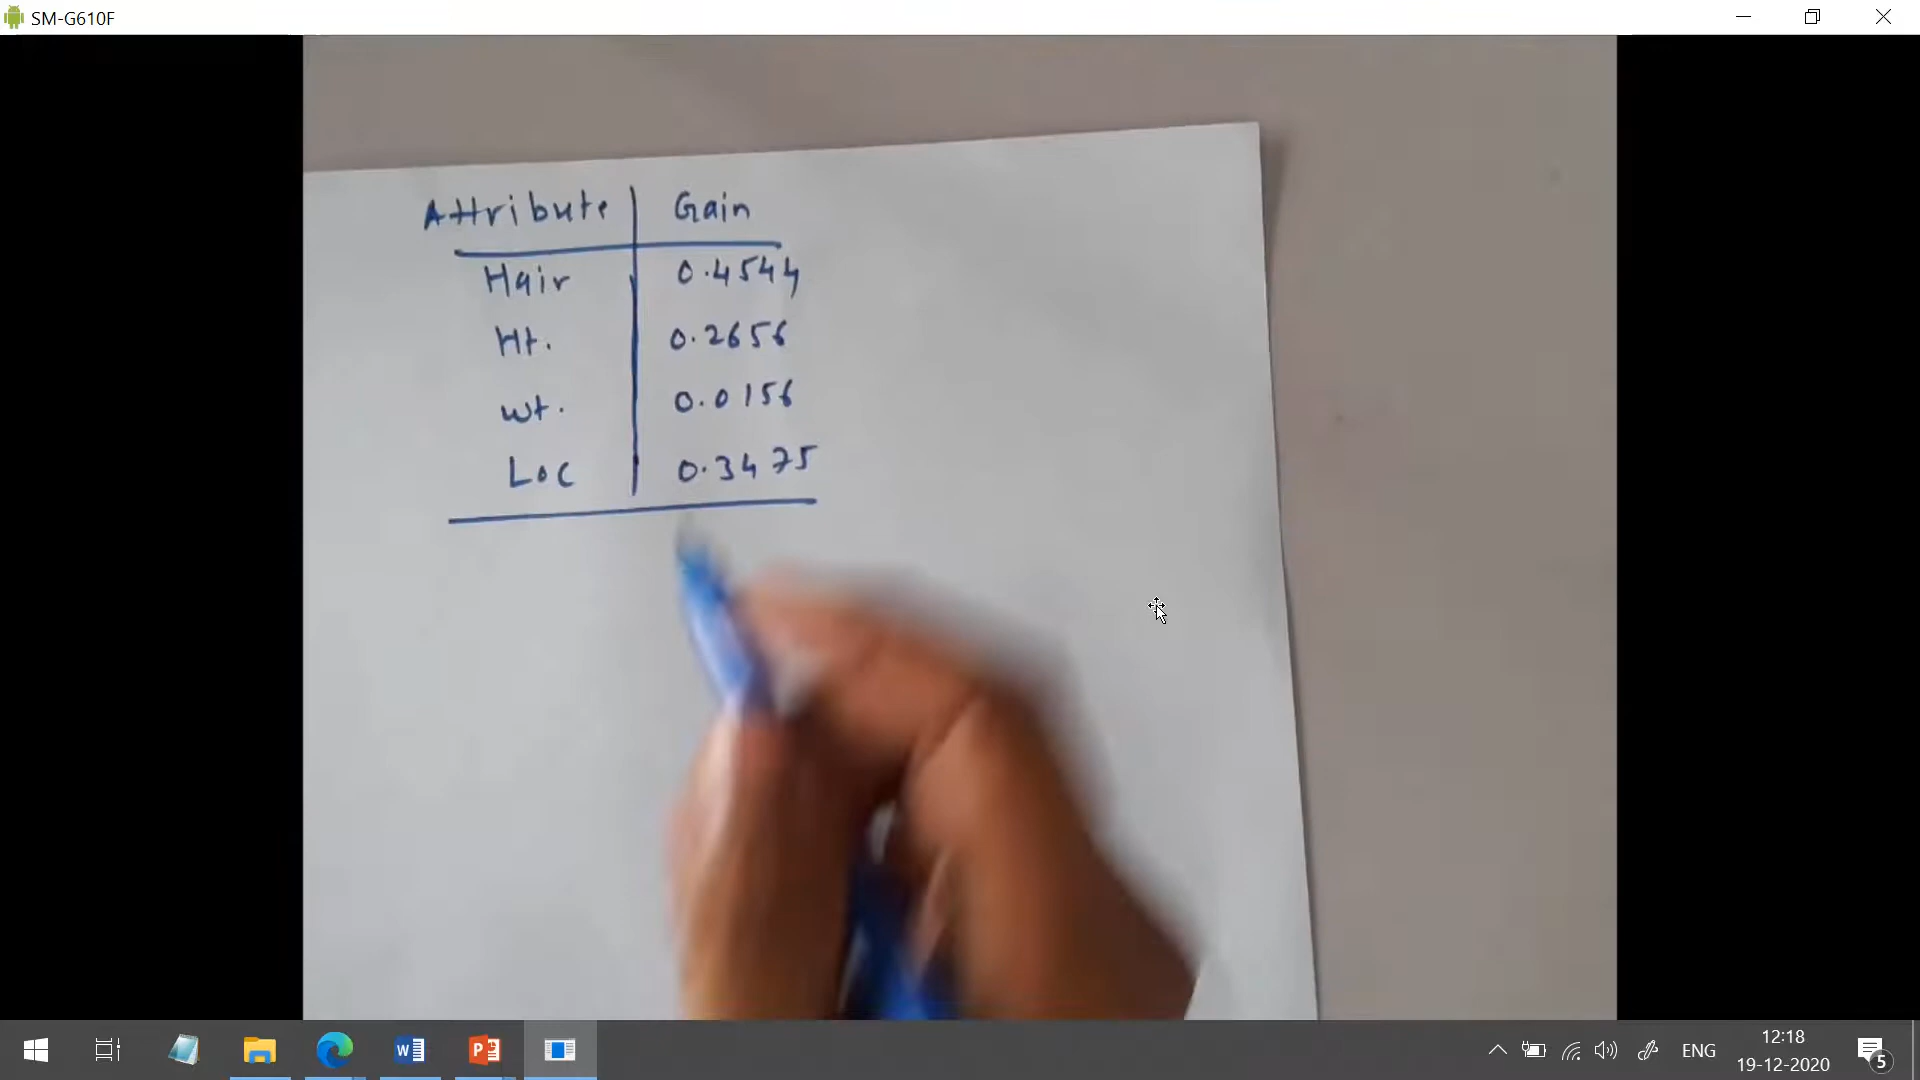 SM-G610F
Attribute Gain
Hair 0.4544
Ht. 0.2656
wt. 0.0156
Loc 0.3475
ENG
12:18
19-12-2020
5